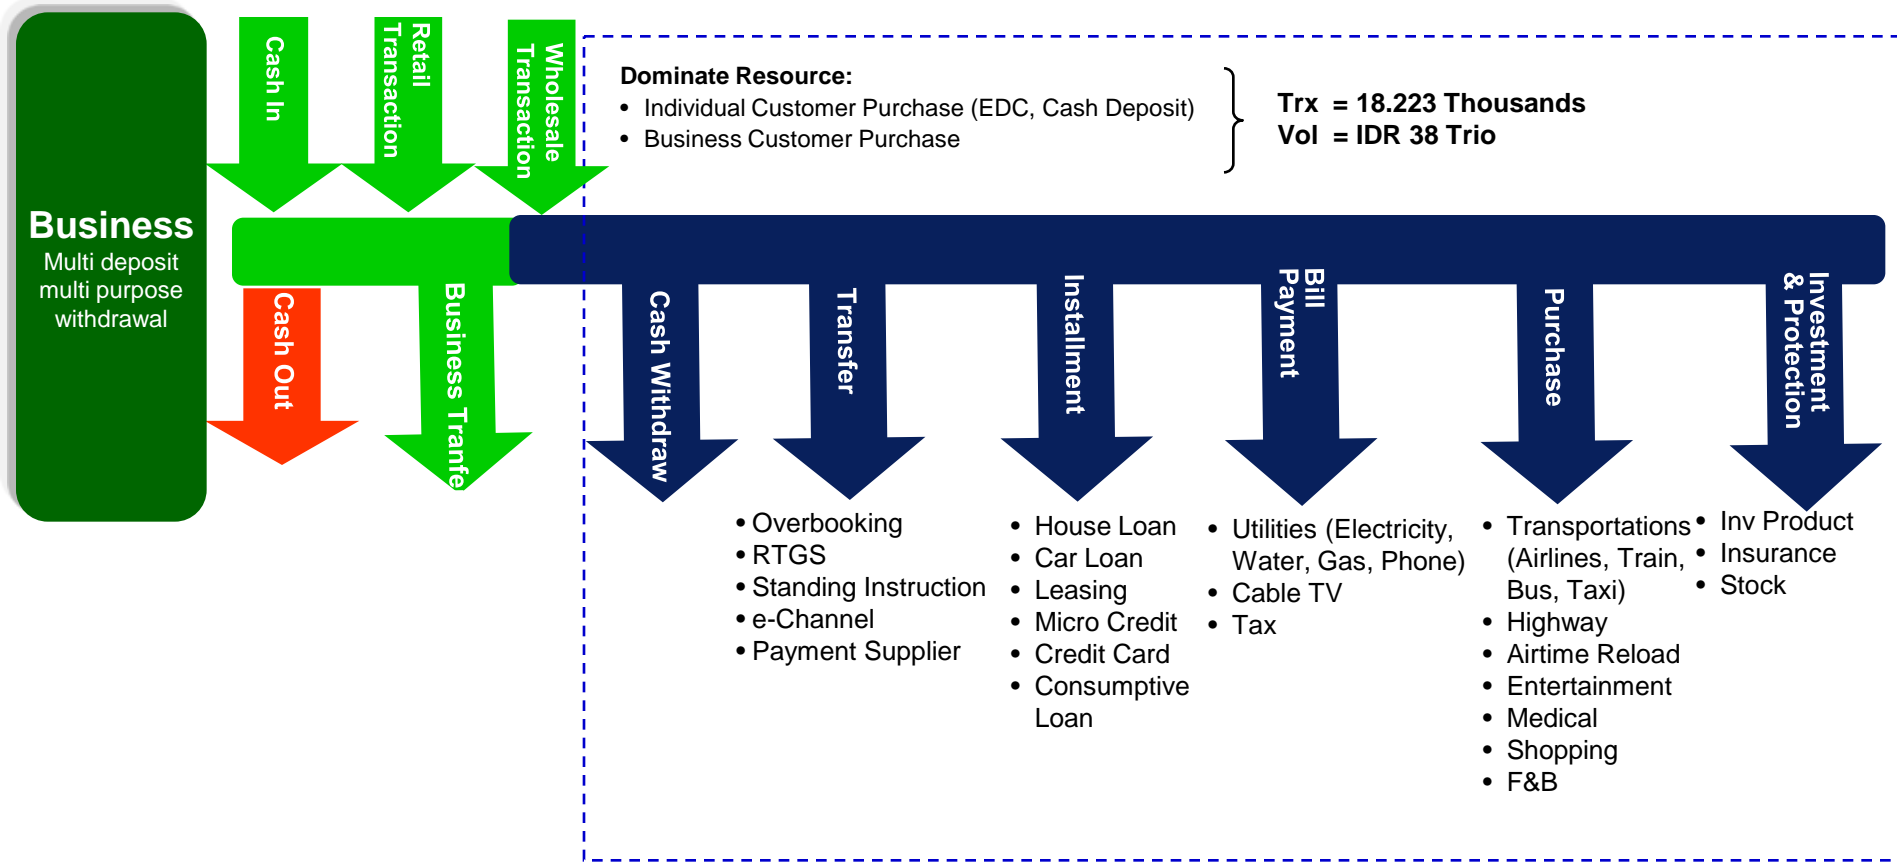 Business
Multi deposit
multi purpose
withdrawal
Cash In
Retail
Transaction
Wholesale
Transaction
Dominate Resource:
• Individual Customer Purchase (EDC, Cash Deposit)
• Business Customer Purchase
Trx = 18.223 Thousands
Vol = IDR 38 Trio
Cash Out
Business Tranfe
Cash Withdraw
Transfer
Installment
Bill
Payment
Purchase
Investment
& Protection
• Overbooking
• RTGS
• Standing Instruction
• e-Channel
• Payment Supplier
• House Loan
• Car Loan
• Leasing
• Micro Credit
• Credit Card
• Consumptive
Loan
• Utilities (Electricity,
Water, Gas, Phone)
• Cable TV
• Tax
• Transportations
(Airlines, Train,
Bus, Taxi)
• Highway
• Airtime Reload
• Entertainment
• Medical
• Shopping
• F&B
• Inv Product
• Insurance
• Stock